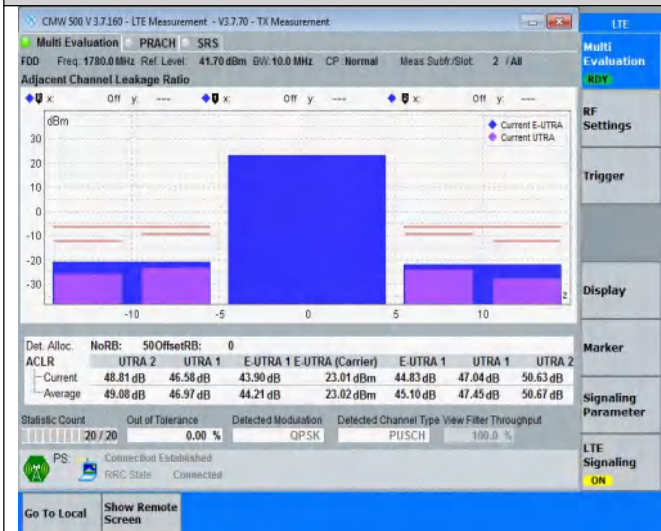 CMW 500 V 3.7.160 - LTE Measurement - V3.7.70 - TX Measurement
LTE
Multi Evaluation PRACH SRS
Multi Evaluation
RDY
FDD Freq: 1780.0 MHz Ref. Level: 41.70 dBm BW: 10.0 MHz CP: Normal Meas Subfr./Slot: 2 / All
Adjacent Channel Leakage Ratio
x: Off y: --- x: Off y: --- x: Off y: ---
dBm
Current E-UTRA
Current UTRA
30
20
10
0
-10
-20
-30
-10 -5 0 5 10
RF Settings
Trigger
Display
Marker
Signaling Parameter
LTE Signaling
ON
Det. Alloc. NoRB: 50 OffsetRB: 0
ACLR UTRA 2 UTRA 1 E-UTRA 1 E-UTRA (Carrier) E-UTRA 1 UTRA 1 UTRA 2
Current 48.81 dB 46.58 dB 43.90 dB 23.01 dBm 44.83 dB 47.04 dB 50.63 dB
Average 49.08 dB 46.97 dB 44.21 dB 23.02 dBm 45.10 dB 47.45 dB 50.67 dB
Statistic Count Out of Tolerance Detected Modulation Detected Channel Type View Filter Throughput
20 / 20 0.00 % QPSK PUSCH 100.0 %
PS: Connection Established
RRC State Connected
Go To Local Show Remote Screen